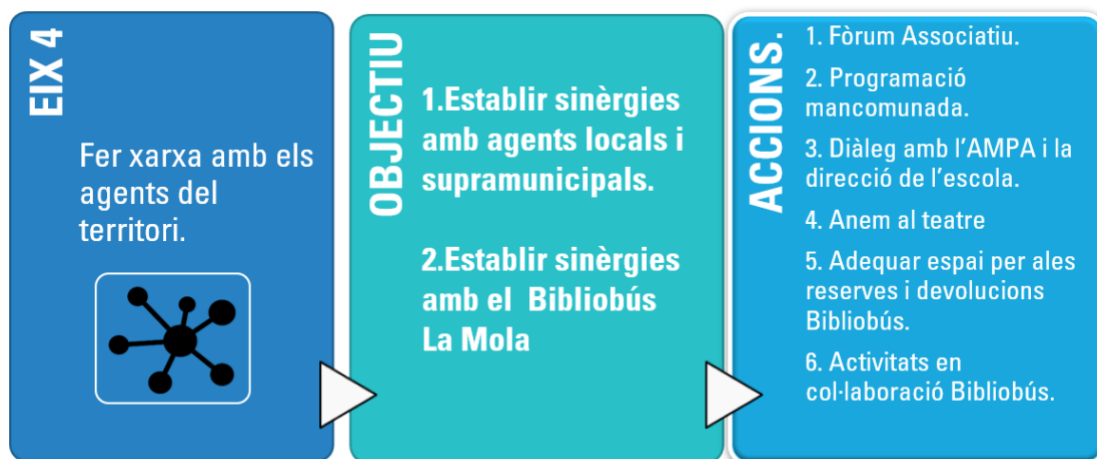 EIX 4
Fer xarxa amb els
agents del
territori.
OBJECTIU
1.Establir sinèrgies
amb agents locals i
supramunicipals.
2.Establir sinèrgies
amb el Bibliobús
La Mola
ACCIONS.
1. Fòrum Associatiu.
2. Programació
mancomunada.
3. Diàleg amb l’AMPA i la
direcció de l’escola.
4. Anem al teatre
5. Adequar espai per ales
reserves i devolucions
Bibliobús.
6. Activitats en
col·laboració Bibliobús.